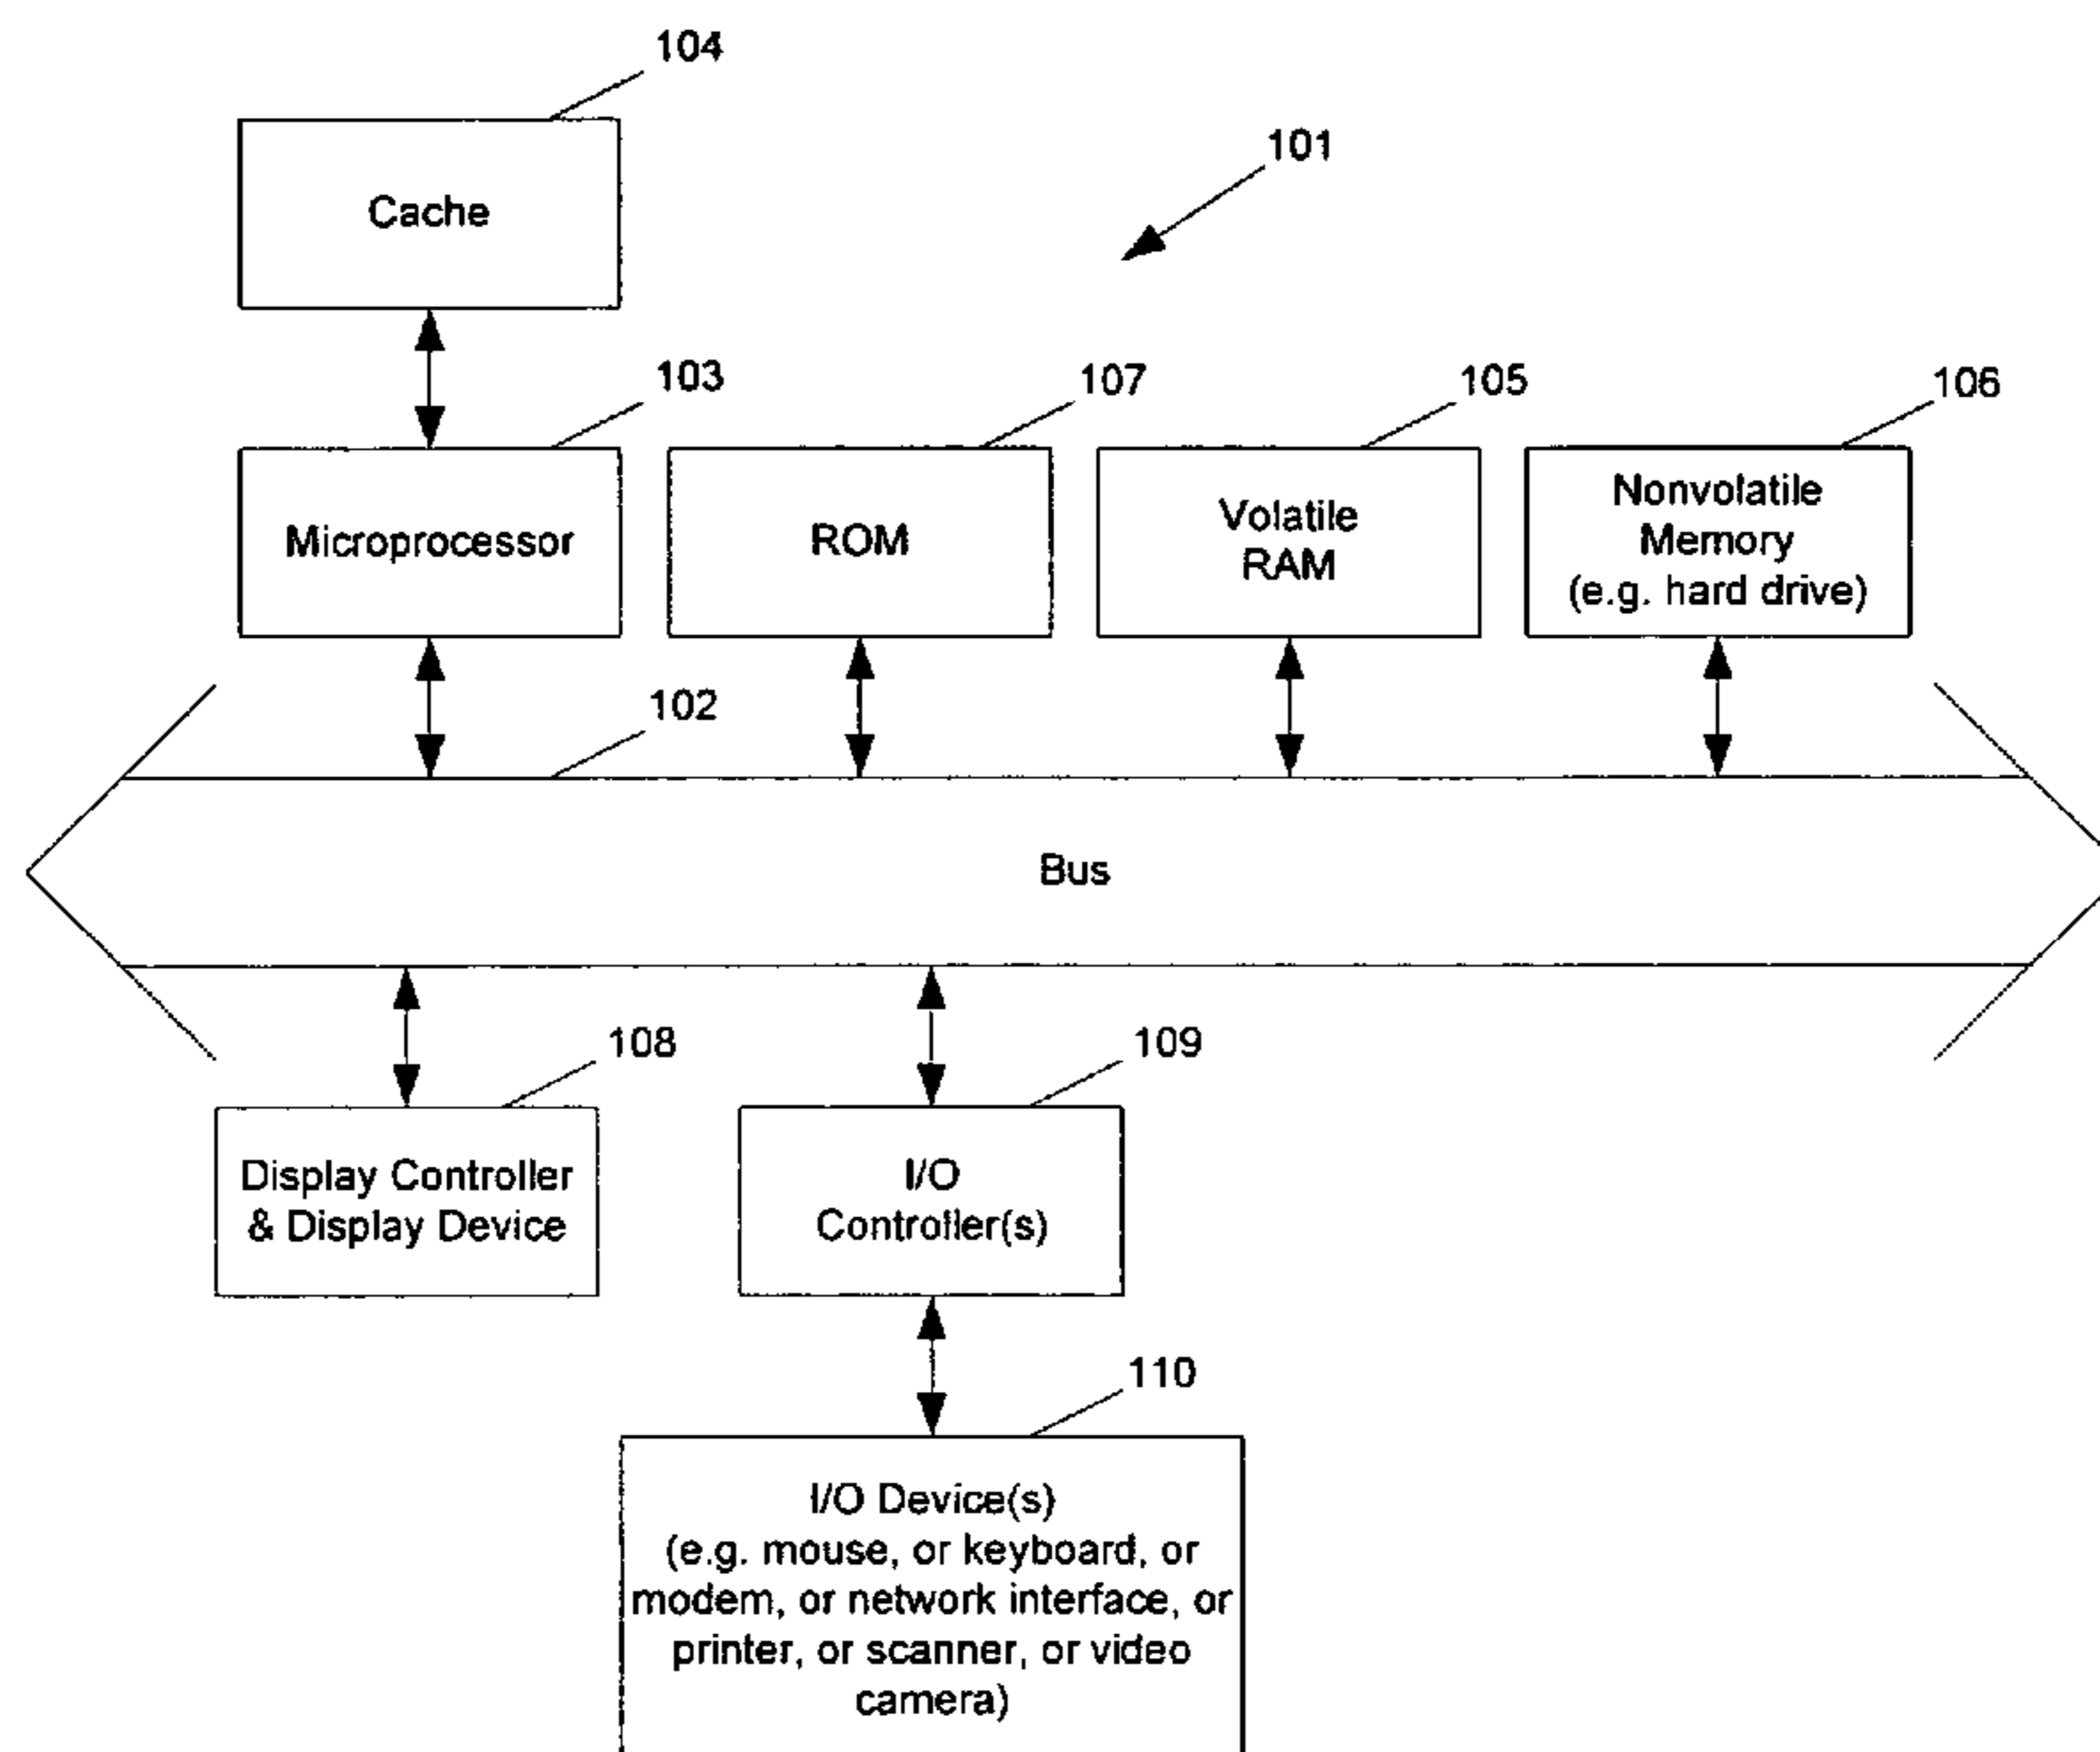 104
101
Cache
103
107
105
106
Microprocessor
ROM
Volatile
RAM
Nonvolatile
Memory
(e.g. hard drive)
102
Bus
108
109
Display Controller
& Display Device
I/O
Controller(s)
110
I/O Device(s)
(e.g. mouse, or keyboard, or
modem, or network interface, or
printer, or scanner, or video
camera)